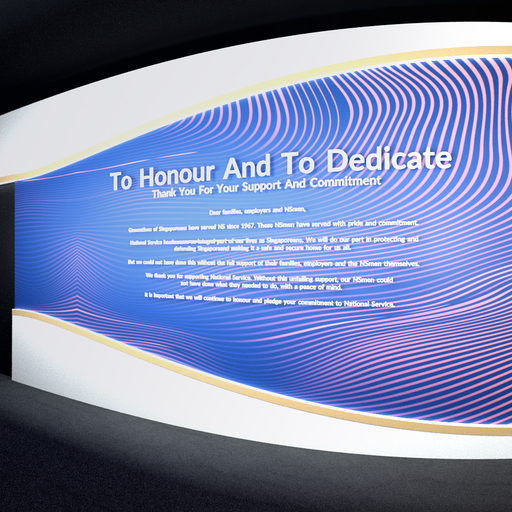 To Honour And To Dedicate
Thank You For Your Support And Commitment
Dear families, employers and NSmen,
Generations of Singaporeans have served NS since 1967. These NSmen have served with pride and commitment.
National Service integral part of our lives as Singaporeans. We will do our part in protecting and
defending Singapore making it a safe and secure home for us all.
But we could not have done this without the full support of their families, employers and the NSmen themselves.
We thank you for supporting National Service. Without this unfailing support, our NSmen could
not have done what they needed to do, with a peace of mind.
It is important that we will continue to honour and pledge your commitment to National Service.